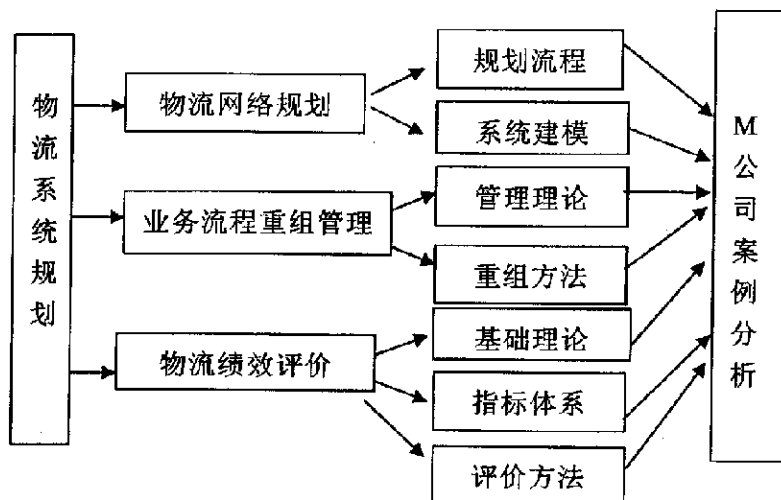 物流系统规划
物流网络规划
业务流程重组管理
物流绩效评价
规划流程
系统建模
管理理论
重组方法
基础理论
指标体系
评价方法
M公司案例分析